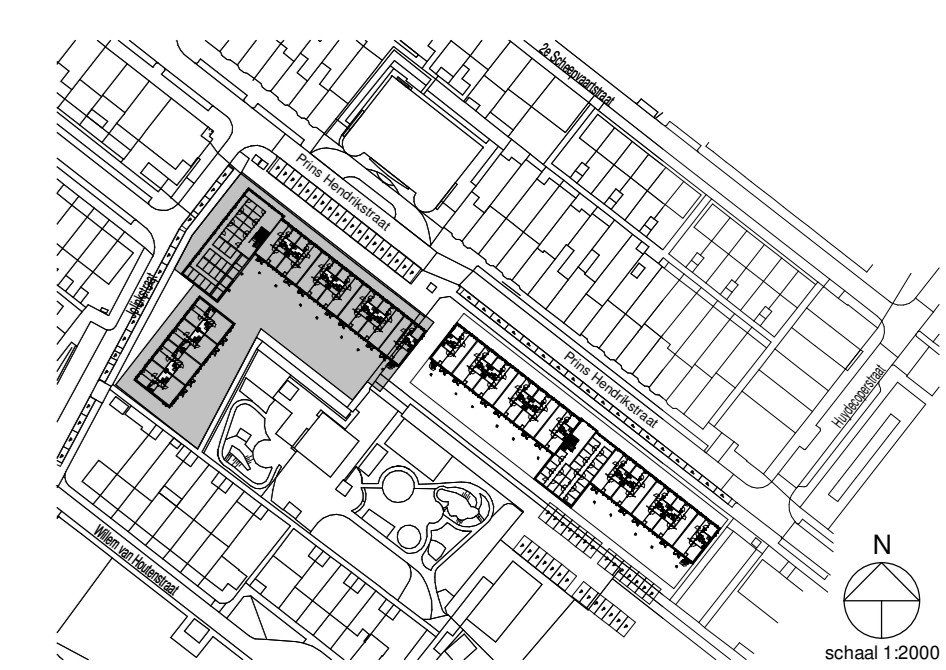 2e Scheepvaartstraat
Prins Hendrikstraat
Prins Hendrikstraat
Huydecoperstraat
Willem van Houtenstraat
N
schaal 1:2000